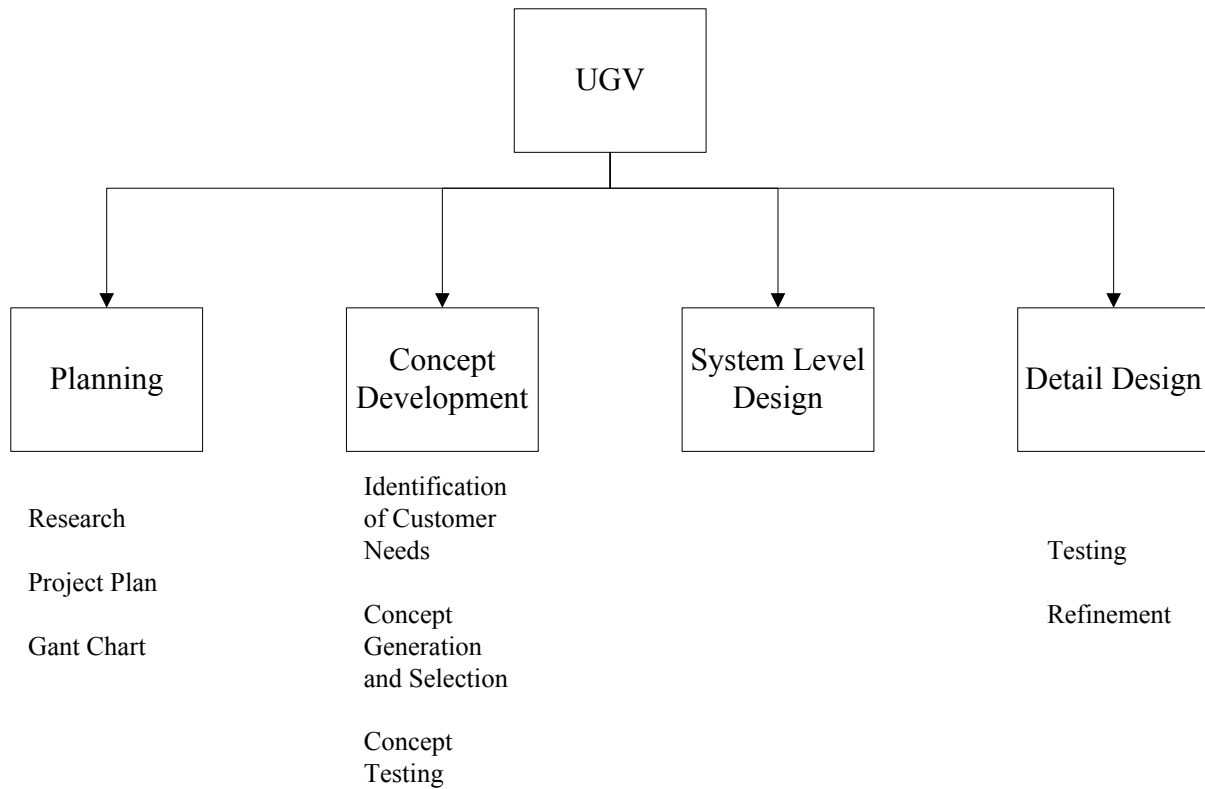 UGV
Planning
Concept
Development
System Level
Design
Detail Design
Research
Project Plan
Gant Chart
Identification
of Customer
Needs
Concept
Generation
and Selection
Concept
Testing
Testing
Refinement